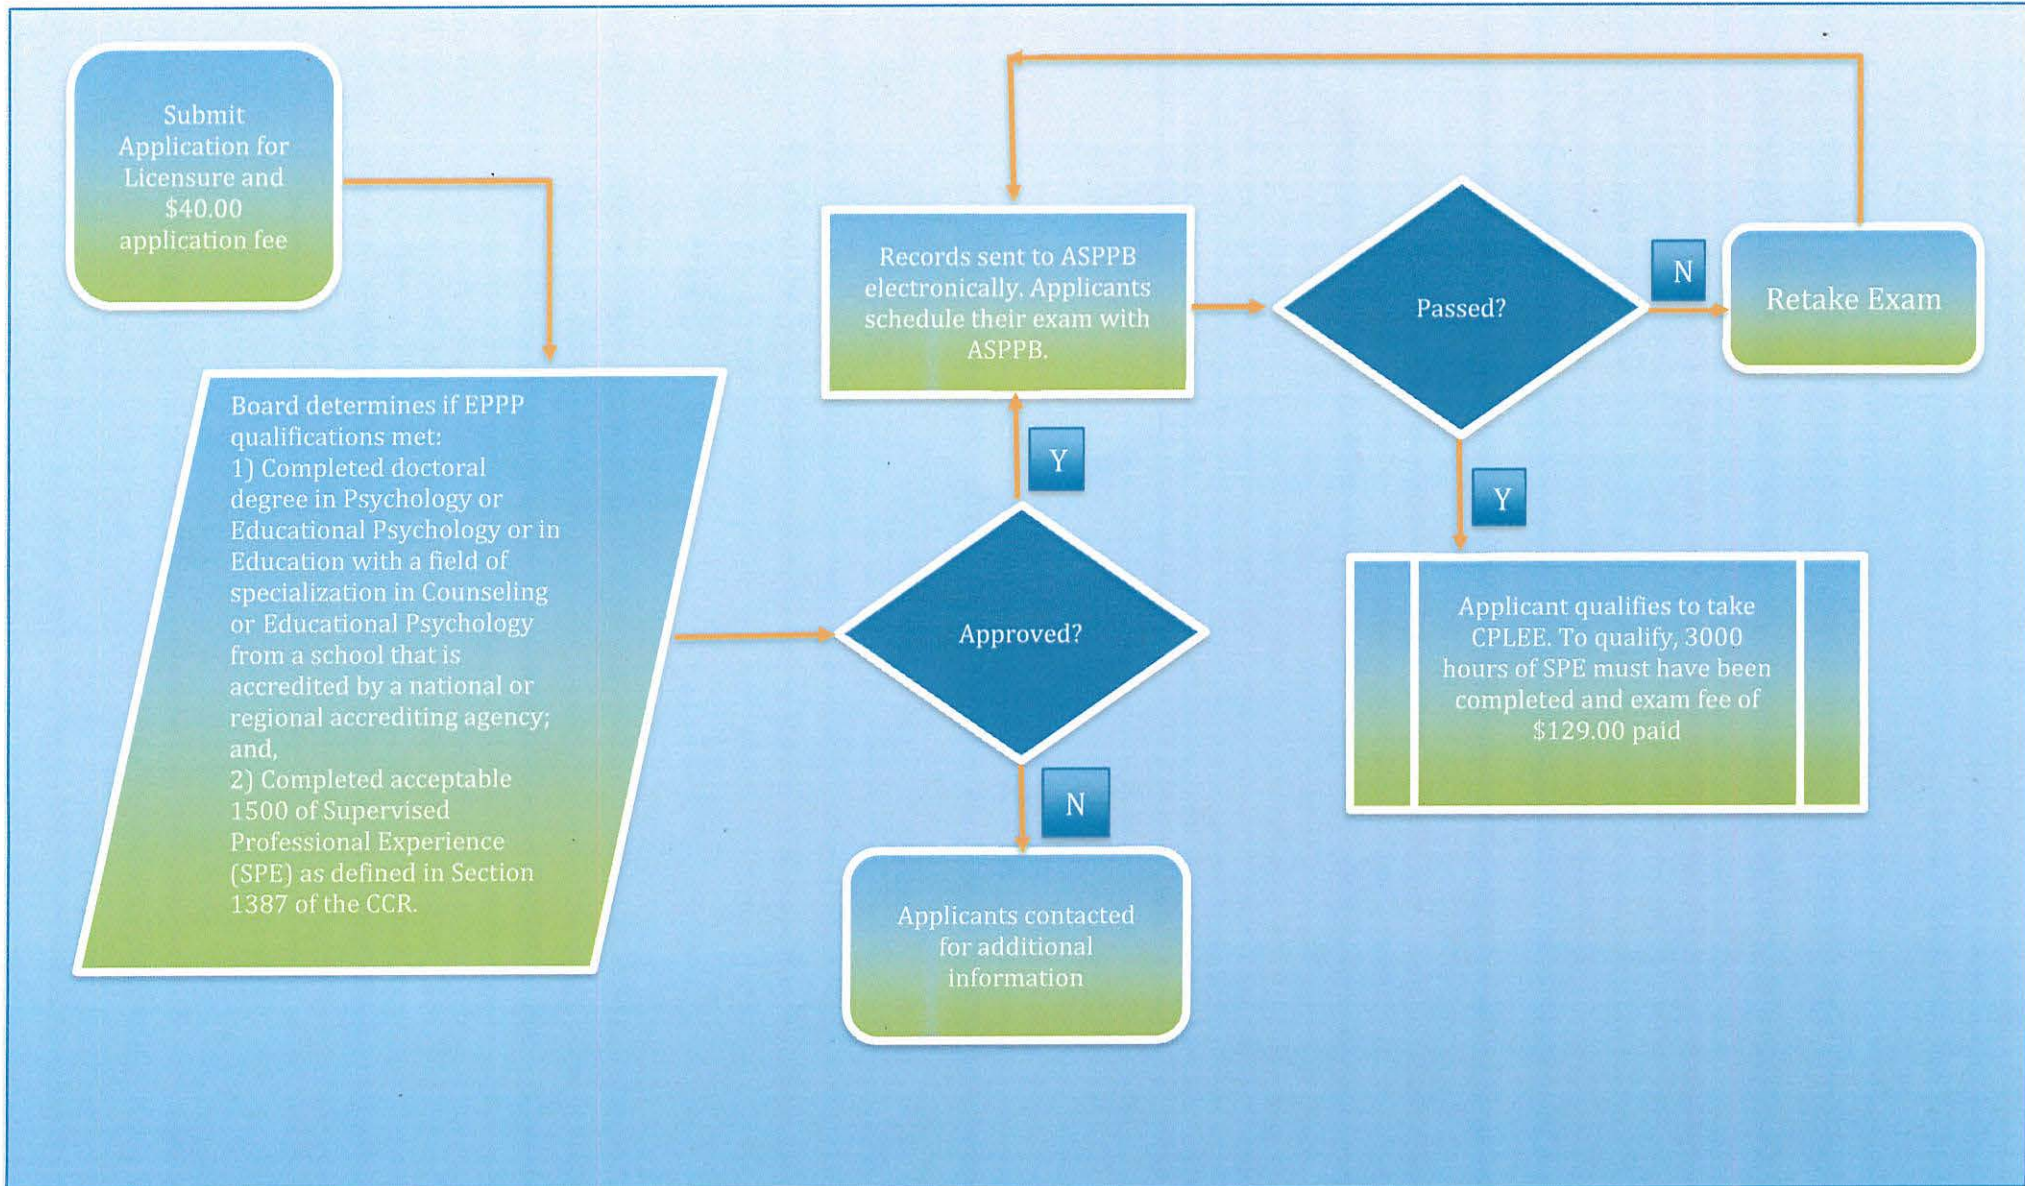 Submit
Application for
Licensure and
$40.00
application fee
Board determines if EPPP
qualifications met:
1) Completed doctoral
degree in Psychology or
Educational Psychology or in
Education with a field of
specialization in Counseling
or Educational Psychology
from a school that is
accredited by a national or
regional accrediting agency;
and,
2) Completed acceptable
1500 of Supervised
Professional Experience
(SPE) as defined in Section
1387 of the CCR.
Approved?
Y
N
Applicants contacted
for additional
information
Records sent to ASPPB
electronically. Applicants
schedule their exam with
ASPPB.
Passed?
N
Retake Exam
Y
Applicant qualifies to take
CPLEE. To qualify, 3000
hours of SPE must have been
completed and exam fee of
$129.00 paid